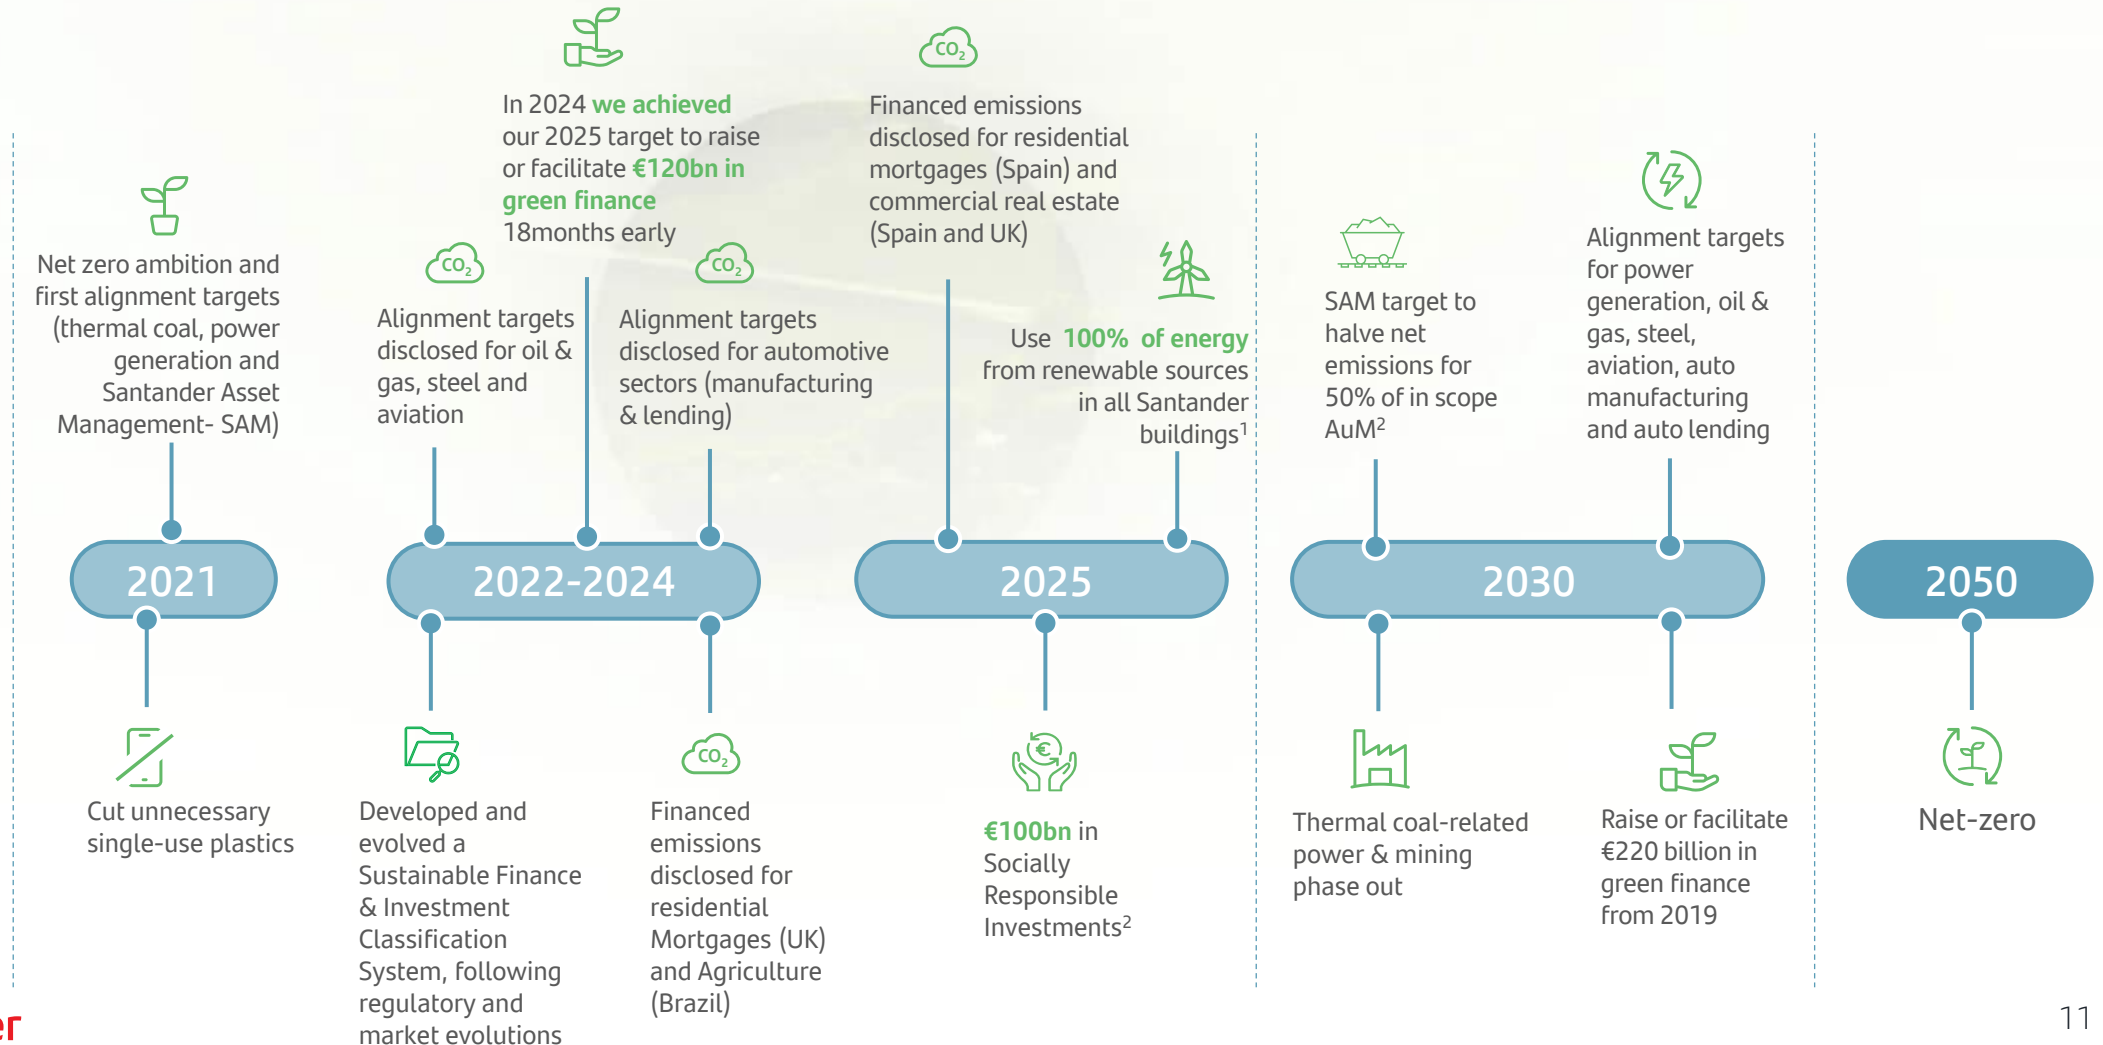 CO2
In 2024 we achieved
our 2025 target to raise
or facilitate €120bn in
green finance
18months early
Financed emissions
disclosed for residential
mortgages (Spain) and
commercial real estate
(Spain and UK)
Net zero ambition and
first alignment targets
(thermal coal, power
generation and
Santander Asset
Management- SAM)
CO2
Alignment targets
disclosed for oil &
gas, steel and
aviation
CO2
Alignment targets
disclosed for automotive
sectors (manufacturing
& lending)
Use 100% of energy
from renewable sources
in all Santander
buildings1
SAM target to
halve net
emissions for
50% of in scope
AuM2
Alignment targets
for power
generation, oil &
gas, steel,
aviation, auto
manufacturing
and auto lending
2021
2022-2024
2025
2030
2050
Cut unnecessary
single-use plastics
Developed and
evolved a
Sustainable Finance
& Investment
Classification
System, following
regulatory and
market evolutions
CO2
Financed
emissions
disclosed for
residential
Mortgages (UK)
and Agriculture
(Brazil)
€
€100bn in
Socially
Responsible
Investments2
Thermal coal-related
power & mining
phase out
Raise or facilitate
€220 billion in
green finance
from 2019
Net-zero
er
11